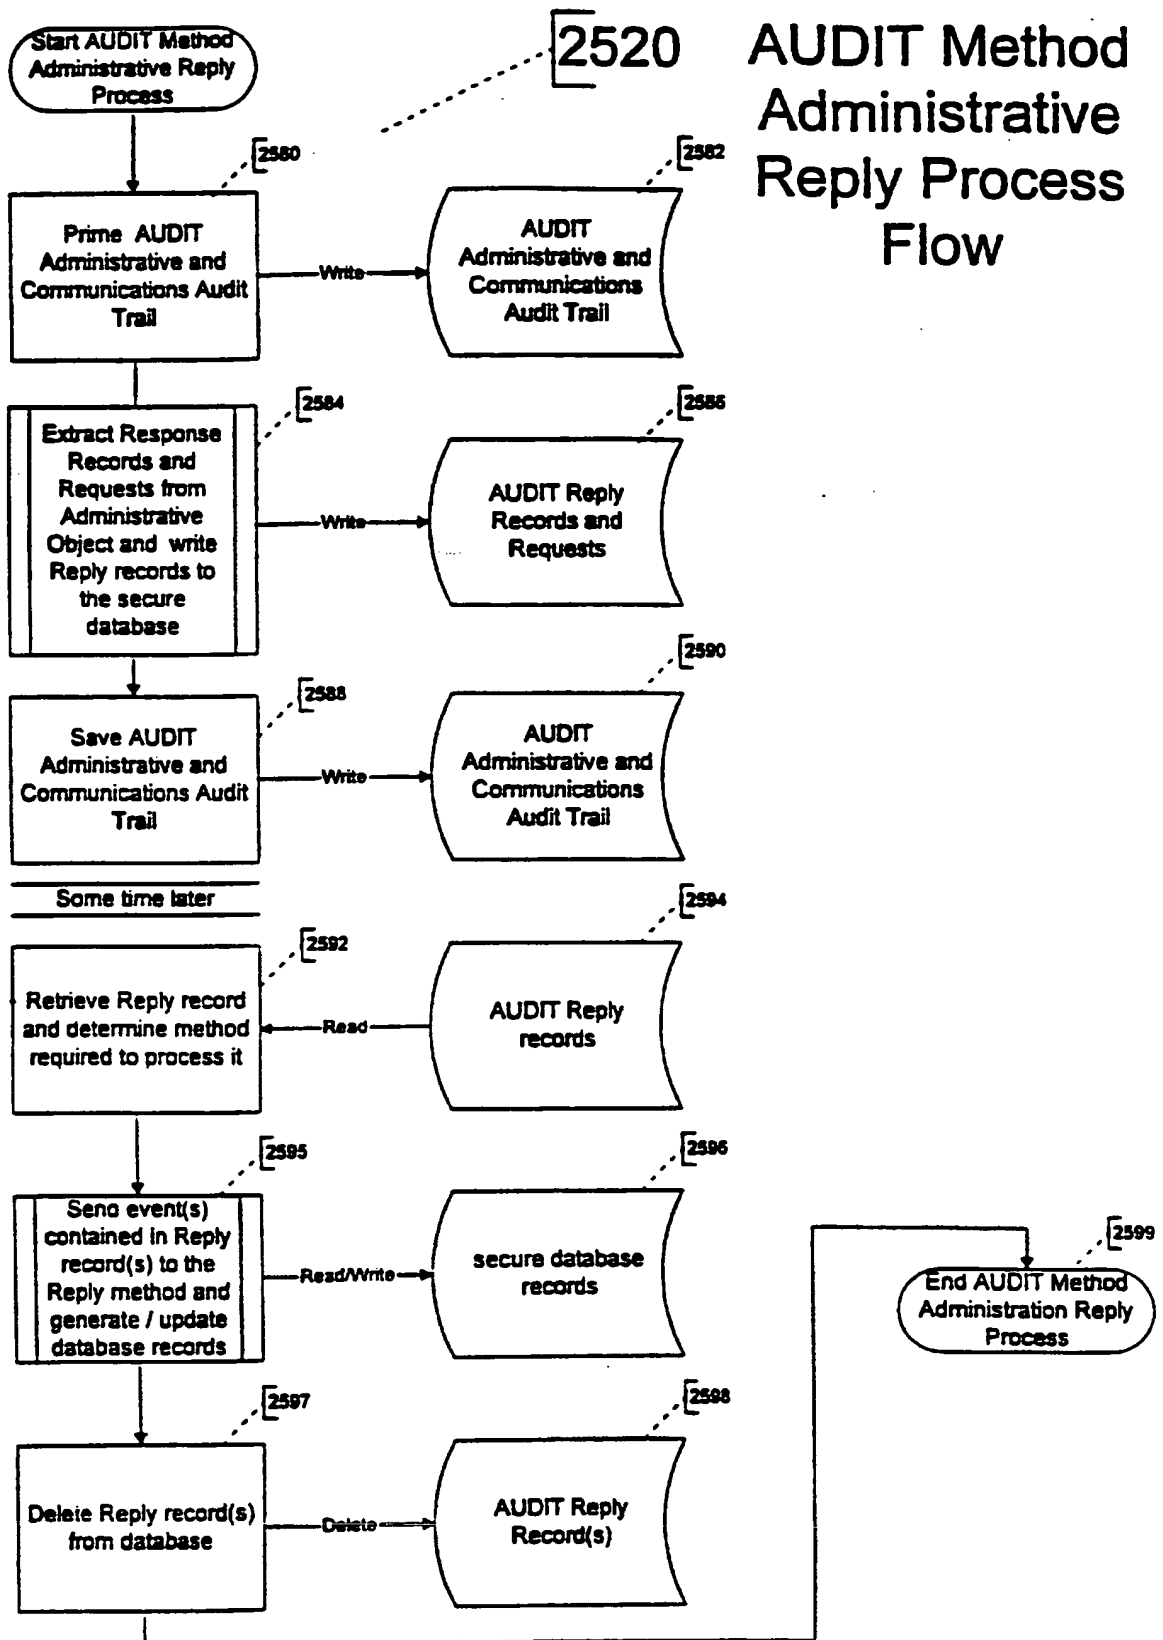 2520
AUDIT Method
Administrative
Reply Process
Flow
Start AUDIT Method
Administrative Reply
Process
2580
Prime AUDIT
Administrative and
Communications Audit
Trail
Write
2582
AUDIT
Administrative and
Communications
Audit Trail
2584
Extract Response
Records and
Requests from
Administrative
Object and write
Reply records to
the secure
database
Write
2586
AUDIT Reply
Records and
Requests
2588
Save AUDIT
Administrative and
Communications Audit
Trail
Write
2590
AUDIT
Administrative and
Communications
Audit Trail
Some time later
2592
Retrieve Reply record
and determine method
required to process it
Read
2594
AUDIT Reply
records
2595
Send event(s)
contained in Reply
record(s) to the
Reply method and
generate / update
database records
Read/Write
2596
secure database
records
2597
Delete Reply record(s)
from database
Delete
2598
AUDIT Reply
Record(s)
2599
End AUDIT Method
Administration Reply
Process